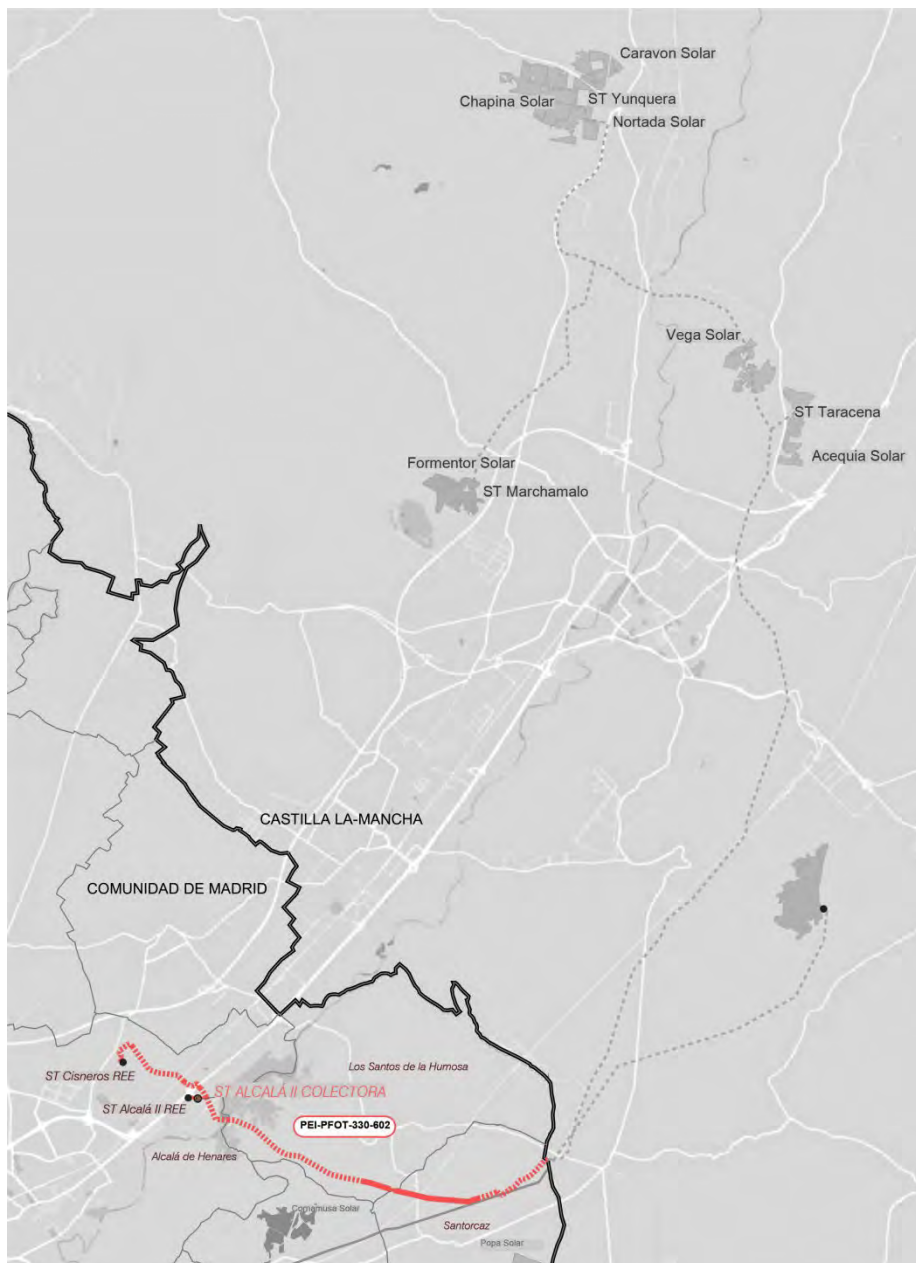 Caravon Solar
Chapina Solar
ST Yunquera
Nortada Solar
Vega Solar
ST Taracena
Formentor Solar
Acequia Solar
ST Marchamalo
CASTILLA LA-MANCHA
COMUNIDAD DE MADRID
Los Santos de la Humosa
ST Cisneros REE
ST ALCALÁ II COLECTORA
ST Alcalá II REE
PEI-PFOT-330-602
Alcalá de Henares
Cornamusa Solar
Santorcaz
Popa Solar